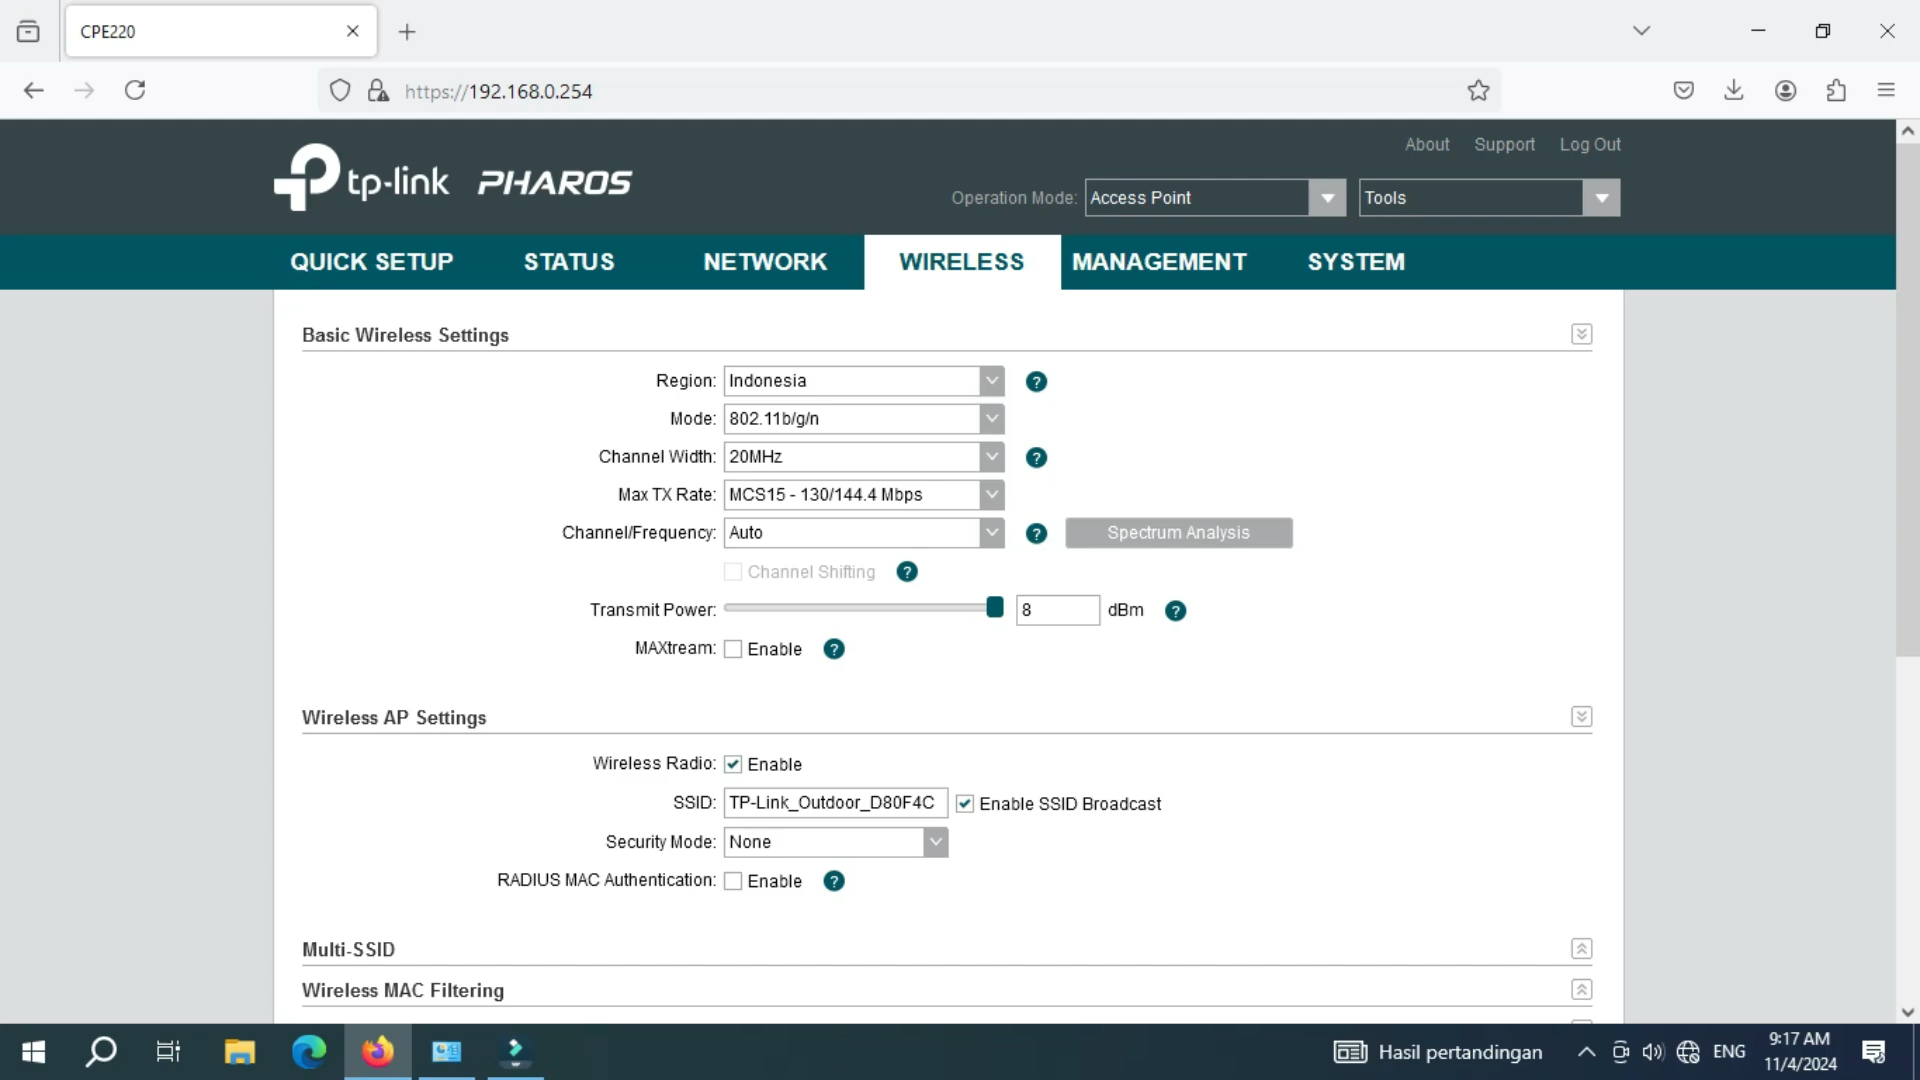 CPE220
https://192.168.0.254
About Support Log Out
tp-link PHAROS
Operation Mode: Access Point Tools
QUICK SETUP STATUS NETWORK WIRELESS MANAGEMENT SYSTEM
Basic Wireless Settings
Region: Indonesia
Mode: 802.11b/g/n
Channel Width: 20MHz
Max TX Rate: MCS15 - 130/144.4 Mbps
Channel/Frequency: Auto Spectrum Analysis
Channel Shifting
Transmit Power: 8 dBm
MAXtream: Enable
Wireless AP Settings
Wireless Radio: Enable
SSID: TP-Link_Outdoor_D80F4C Enable SSID Broadcast
Security Mode: None
RADIUS MAC Authentication: Enable
Multi-SSID
Wireless MAC Filtering
Hasil pertandingan ENG 9:17 AM
11/4/2024